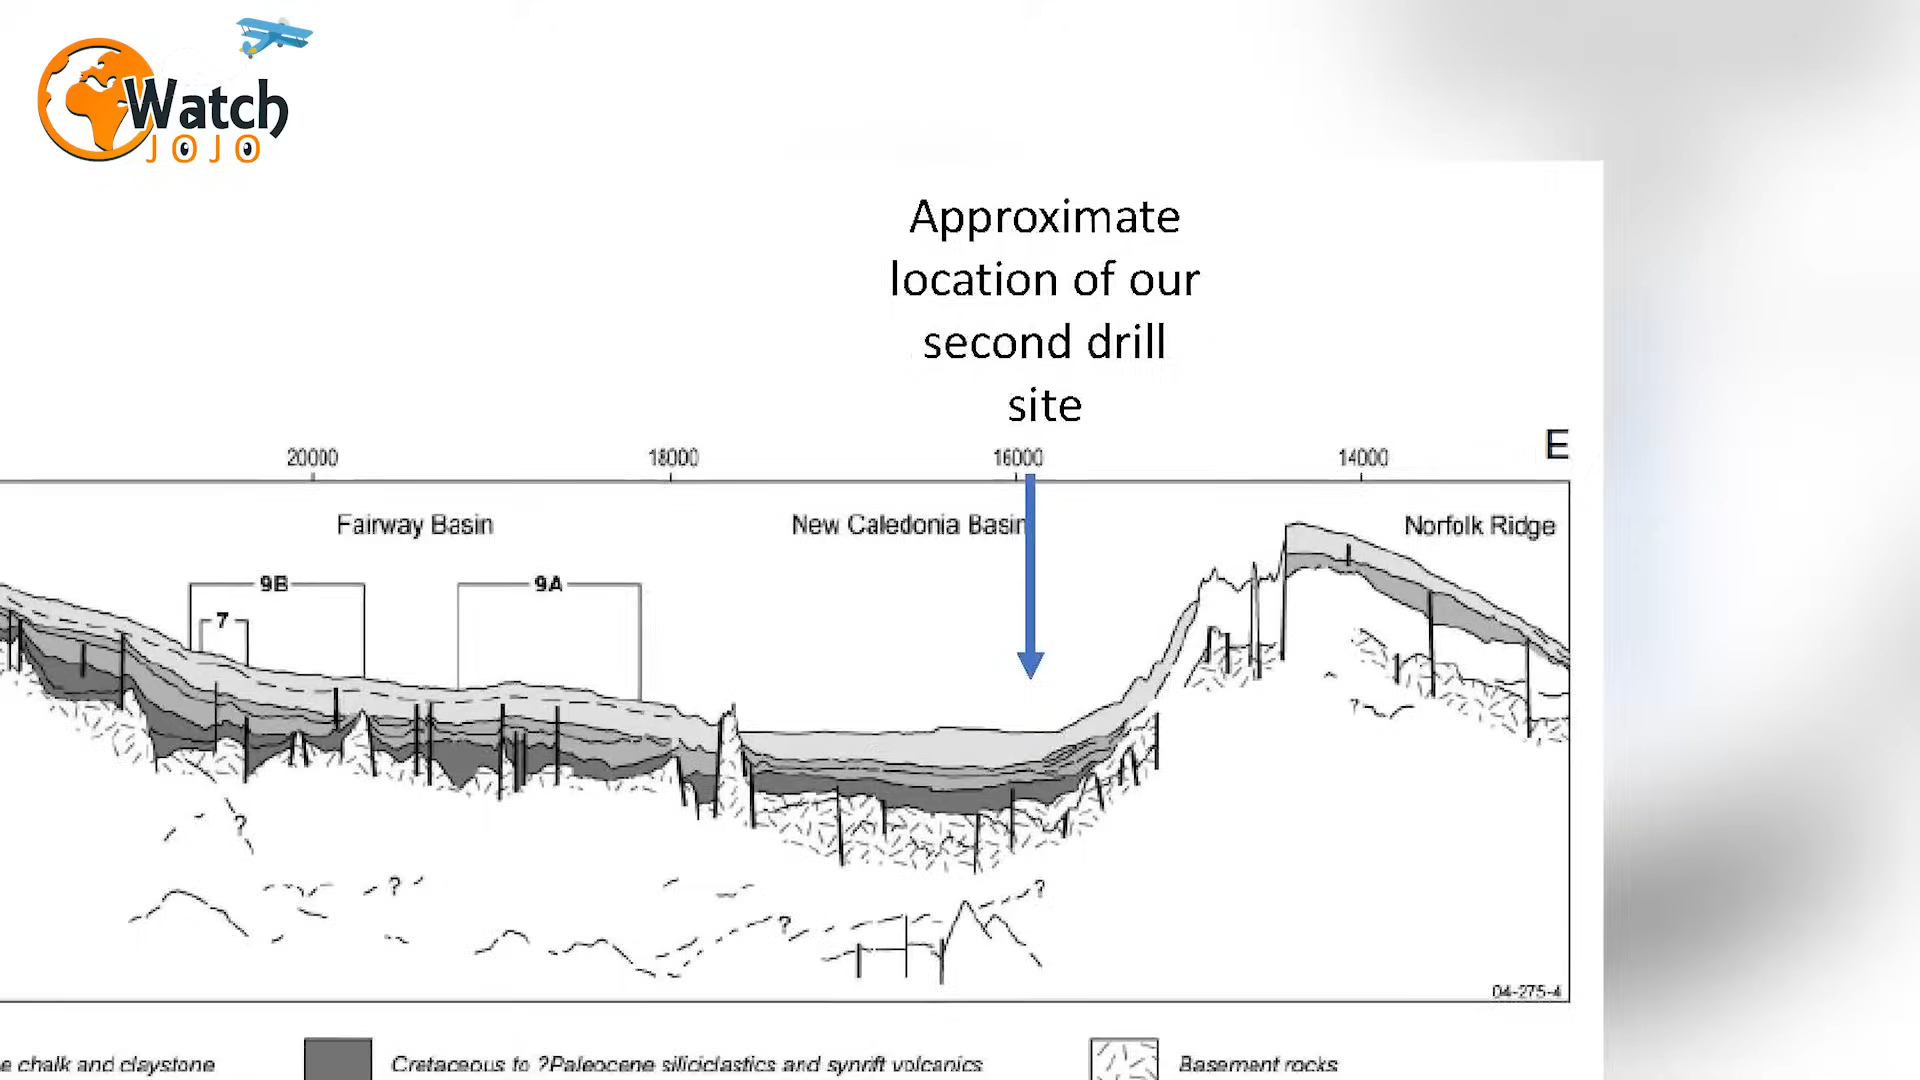 Watch
JOJO
Approximate
location of our
second drill
site
E
20000 18000 16000 14000
Fairway Basin New Caledonia Basin Norfolk Ridge
9B 9A
7
?
? ?
? ?
04-275-4
e chalk and claystone Cretaceous to ?Paleocene siliciclastics and synrift volcanics Basement rocks